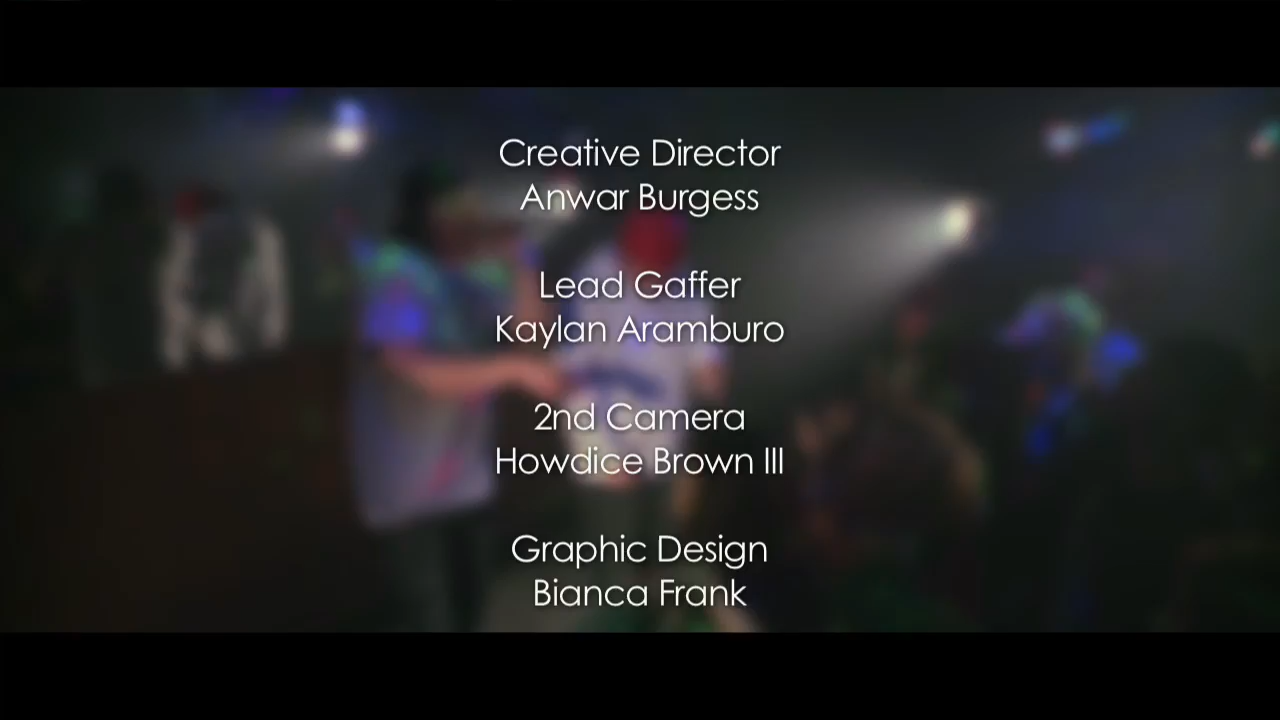 Creative Director
Anwar Burgess
Lead Gaffer
Kaylan Aramburo
2nd Camera
Howdice Brown III
Graphic Design
Bianca Frank